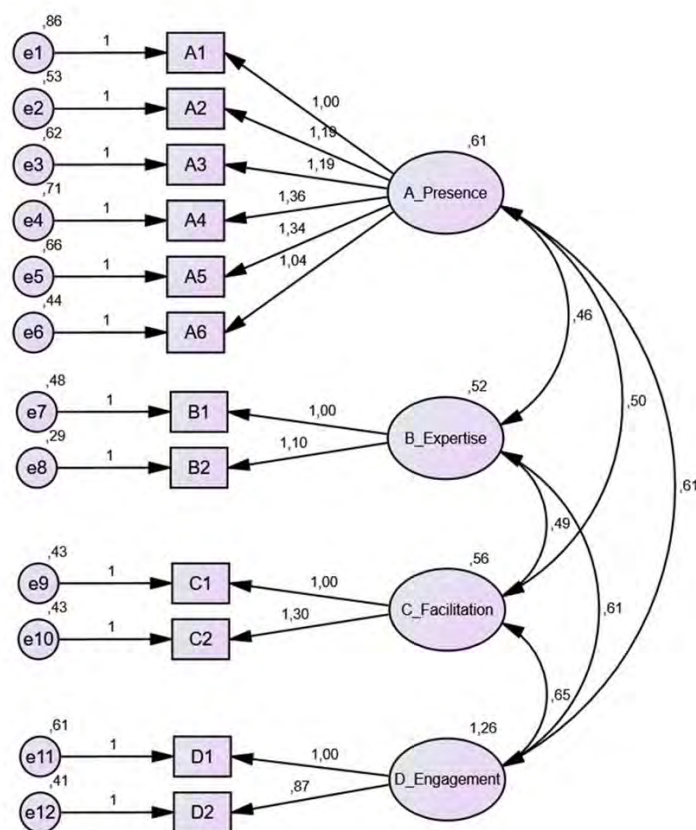 ,86
e1 1 A1
,53
e2 1 A2
,62
e3 1 A3
,71
e4 1 A4
,66
e5 1 A5
,44
e6 1 A6
1,00
1,19
1,19
1,36
1,34
1,04
,61
A_Presence
,46
,50
,61
,48
e7 1 B1
,29
e8 1 B2
1,00
1,10
,52
B_Expertise
,49
,61
,43
e9 1 C1
,43
e10 1 C2
1,00
1,30
,56
C_Facilitation
,65
,61
e11 1 D1
,41
e12 1 D2
1,00
,87
1,26
D_Engagement